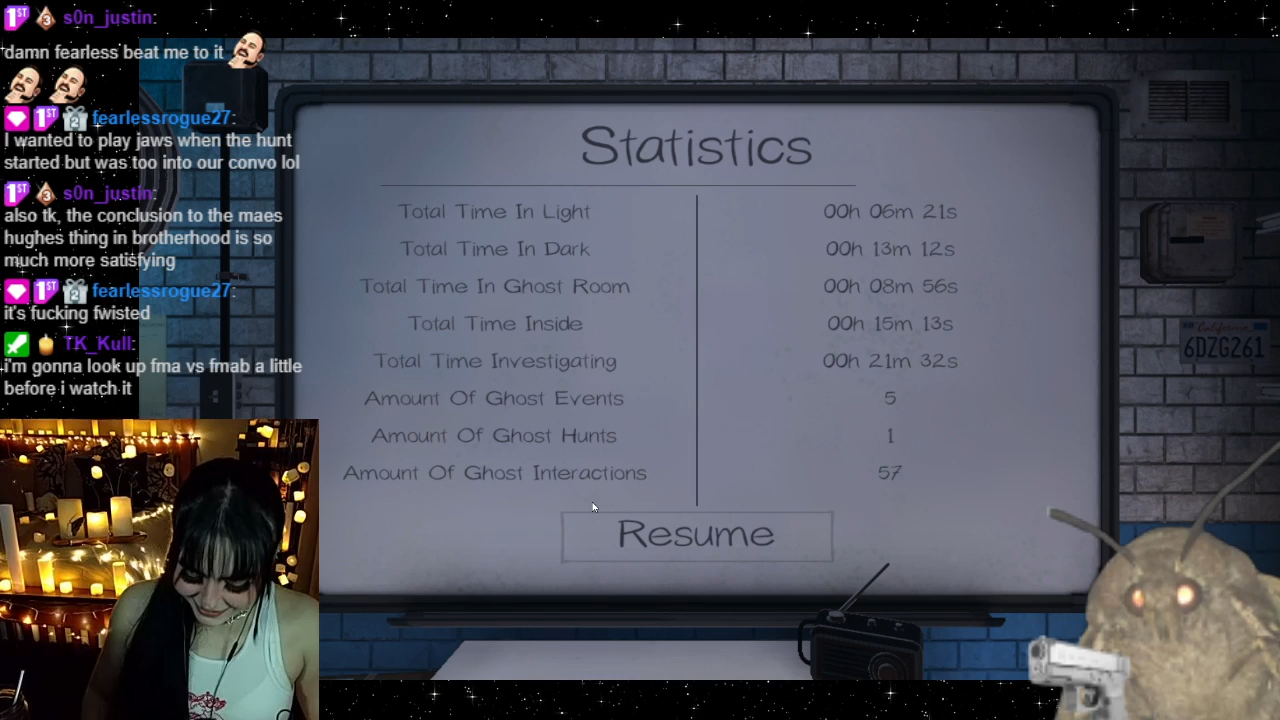 s0n_justin:
damn fearless beat me to it
fearlessrogue27:
I wanted to play jaws when the hunt
started but was too into our convo lol
s0n_justin:
also tk, the conclusion to the maes
hughes thing in brotherhood is so
much more satisfying
fearlessrogue27:
it's fucking fwisted
TK_Kull:
i'm gonna look up fma vs fmab a little
before i watch it
Statistics
Total Time In Light 00h 06m 21s
Total Time In Dark 00h 13m 12s
Total Time In Ghost Room 00h 08m 56s
Total Time Inside 00h 15m 13s
Total Time Investigating 00h 21m 32s
Amount Of Ghost Events 5
Amount Of Ghost Hunts 1
Amount Of Ghost Interactions 57
Resume
California
6DZG261